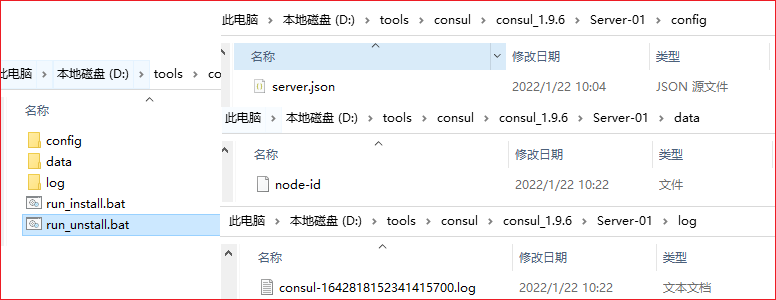 此电脑 > 本地磁盘 (D:) > tools > co
名称
config
data
log
run_install.bat
run_unstall.bat
此电脑 > 本地磁盘 (D:) > tools > consul > consul_1.9.6 > Server-01 > config
名称 修改日期 类型
server.json 2022/1/22 10:04 JSON 源文件
此电脑 > 本地磁盘 (D:) > tools > consul > consul_1.9.6 > Server-01 > data
名称 修改日期 类型
node-id 2022/1/22 10:22 文件
此电脑 > 本地磁盘 (D:) > tools > consul > consul_1.9.6 > Server-01 > log
名称 修改日期 类型
consul-1642818152341415700.log 2022/1/22 10:22 文本文档